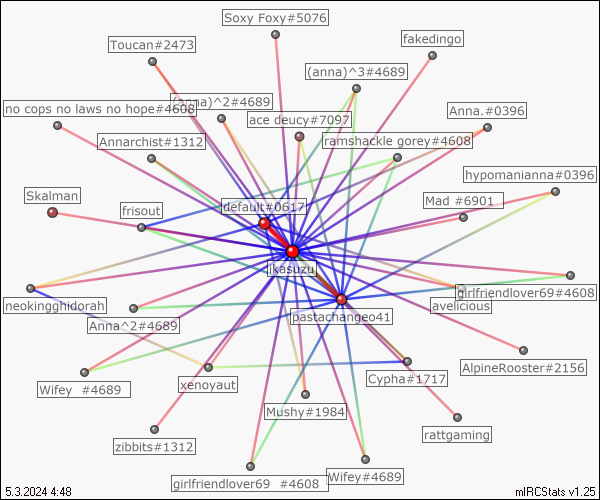 Soxy Foxy#5076
Toucan#2473
fakedingo
(anna)^3#4689
(anna)^2#4689
no cops no laws no hope#4608
Anna.#0396
ace deucy#7097
Annarchist#1312
ramshackle gorey#4608
hypomanianna#0396
Skalman
Mad #6901
default#0617
frisout
jkasuzu
girlfriendlover69#4608
neokingghidorah
avelicious
pastachangeo41
Anna^2#4689
AlpineRooster#2156
Cypha#1717
xenoyaut
Wifey #4689
Mushy#1984
rattgaming
zibbits#1312
Wifey#4689
girlfriendlover69 #4608
5.3.2024 4:48
mIRCStats v1.25